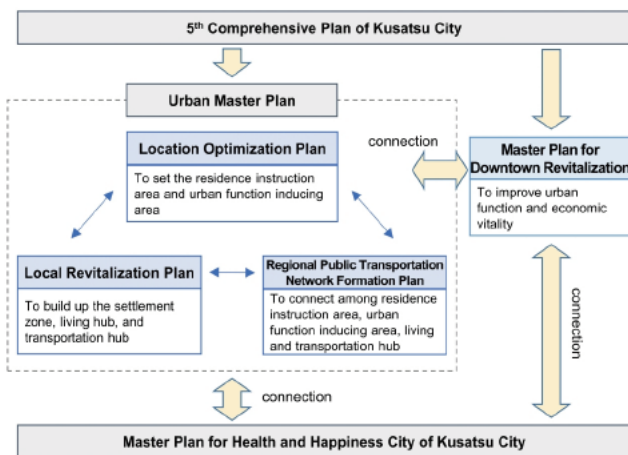 5th Comprehensive Plan of Kusatsu City
Urban Master Plan
Location Optimization Plan
To set the residence instruction
area and urban function inducing
area
connection
Master Plan for
Downtown Revitalization
To improve urban
function and economic
vitality
Local Revitalization Plan
To build up the settlement
zone, living hub, and
transportation hub
Regional Public Transportation
Network Formation Plan
To connect among residence
instruction area, urban
function inducing area, living
and transportation hub
connection
connection
Master Plan for Health and Happiness City of Kusatsu City